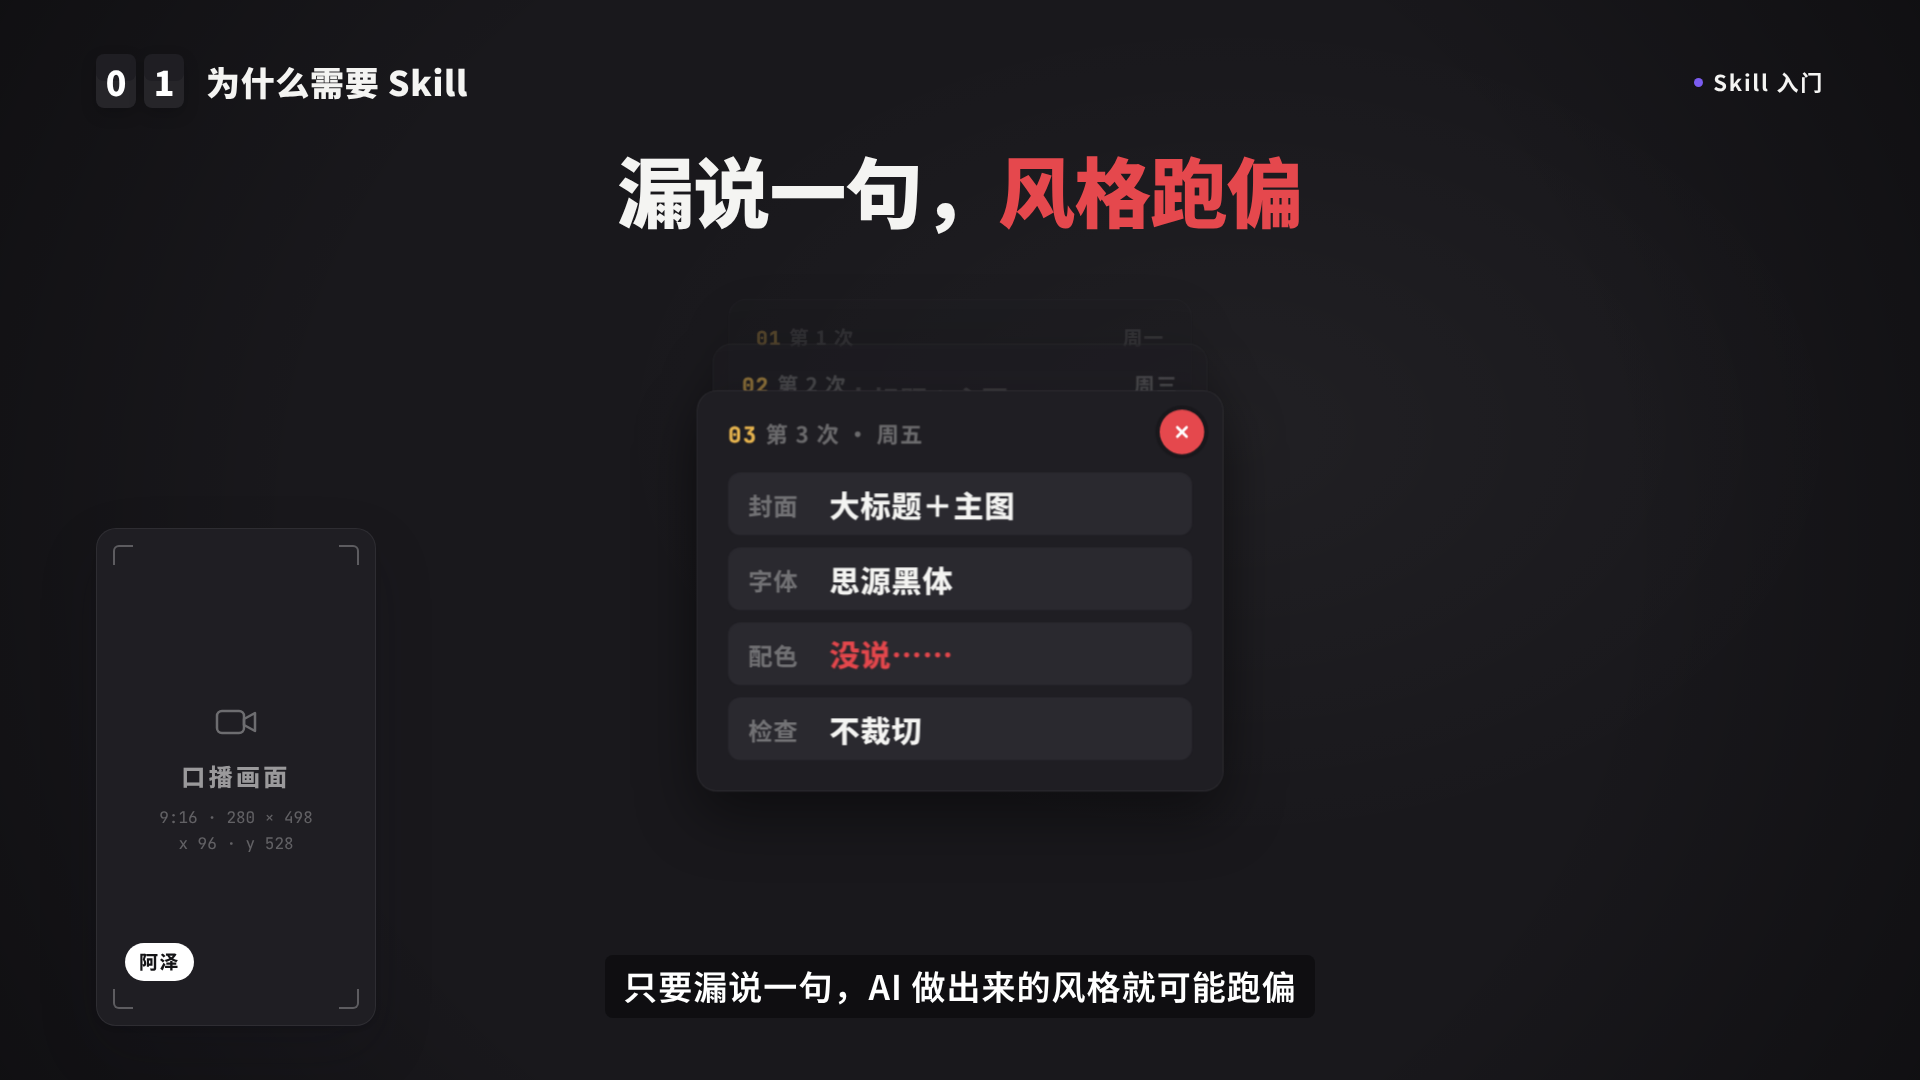 01 为什么需要 Skill
Skill 入门
漏说一句，风格跑偏
01 第 1 次 周一
02 第 2 次 周三
03 第 3 次 · 周五
×
封面 大标题＋主图
字体 思源黑体
配色 没说……
检查 不裁切
口播画面
9:16 · 280 × 498
x 96 · y 528
阿泽
只要漏说一句，AI 做出来的风格就可能跑偏